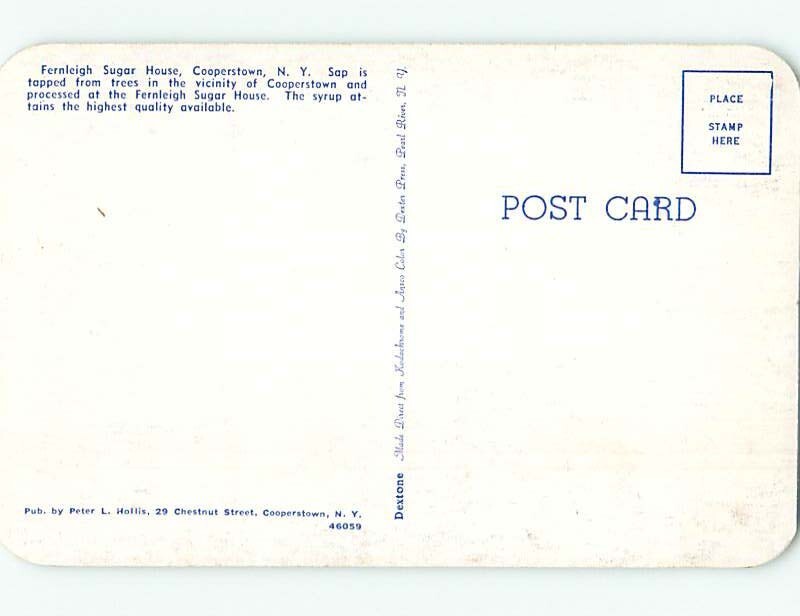 Fernleigh Sugar House, Cooperstown, N. Y. Sap is
tapped from trees in the vicinity of Cooperstown and
processed at the Fernleigh Sugar House. The syrup at-
tains the highest quality available.
Pub. by Peter L. Hollis, 29 Chestnut Street, Cooperstown, N. Y.
46059
Dextone Made Direct from Kodachrome and Ansco Color By Dexter Press, Pearl River, N. Y.
PLACE
STAMP
HERE
POST CARD